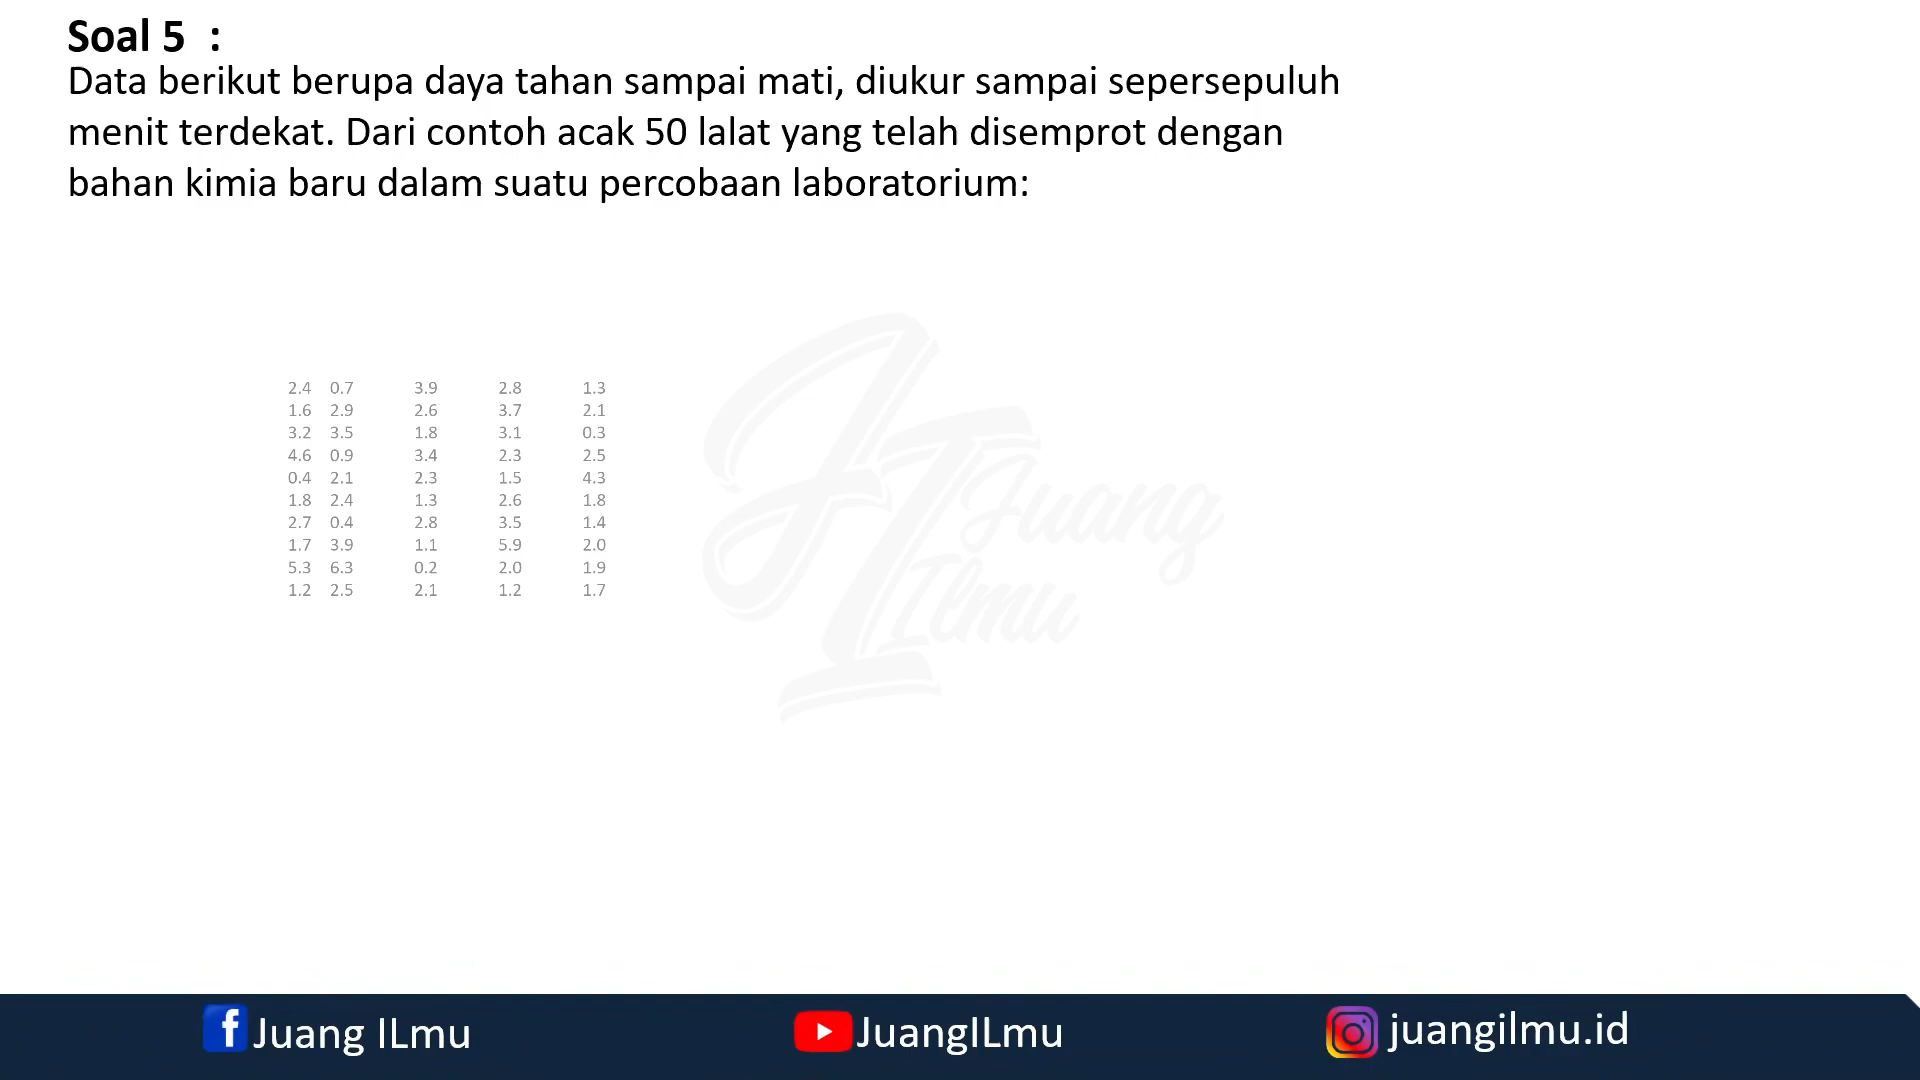 Soal 5 :
Data berikut berupa daya tahan sampai mati, diukur sampai sepersepuluh
menit terdekat. Dari contoh acak 50 lalat yang telah disemprot dengan
bahan kimia baru dalam suatu percobaan laboratorium:
2.4 0.7 3.9 2.8 1.3
1.6 2.9 2.6 3.7 2.1
3.2 3.5 1.8 3.1 0.3
4.6 0.9 3.4 2.3 2.5
0.4 2.1 2.3 1.5 4.3
1.8 2.4 1.3 2.6 1.8
2.7 0.4 2.8 3.5 1.4
1.7 3.9 1.1 5.9 2.0
5.3 6.3 0.2 2.0 1.9
1.2 2.5 2.1 1.2 1.7
Juang
Ilmu
Juang ILmu JuangILmu juangilmu.id